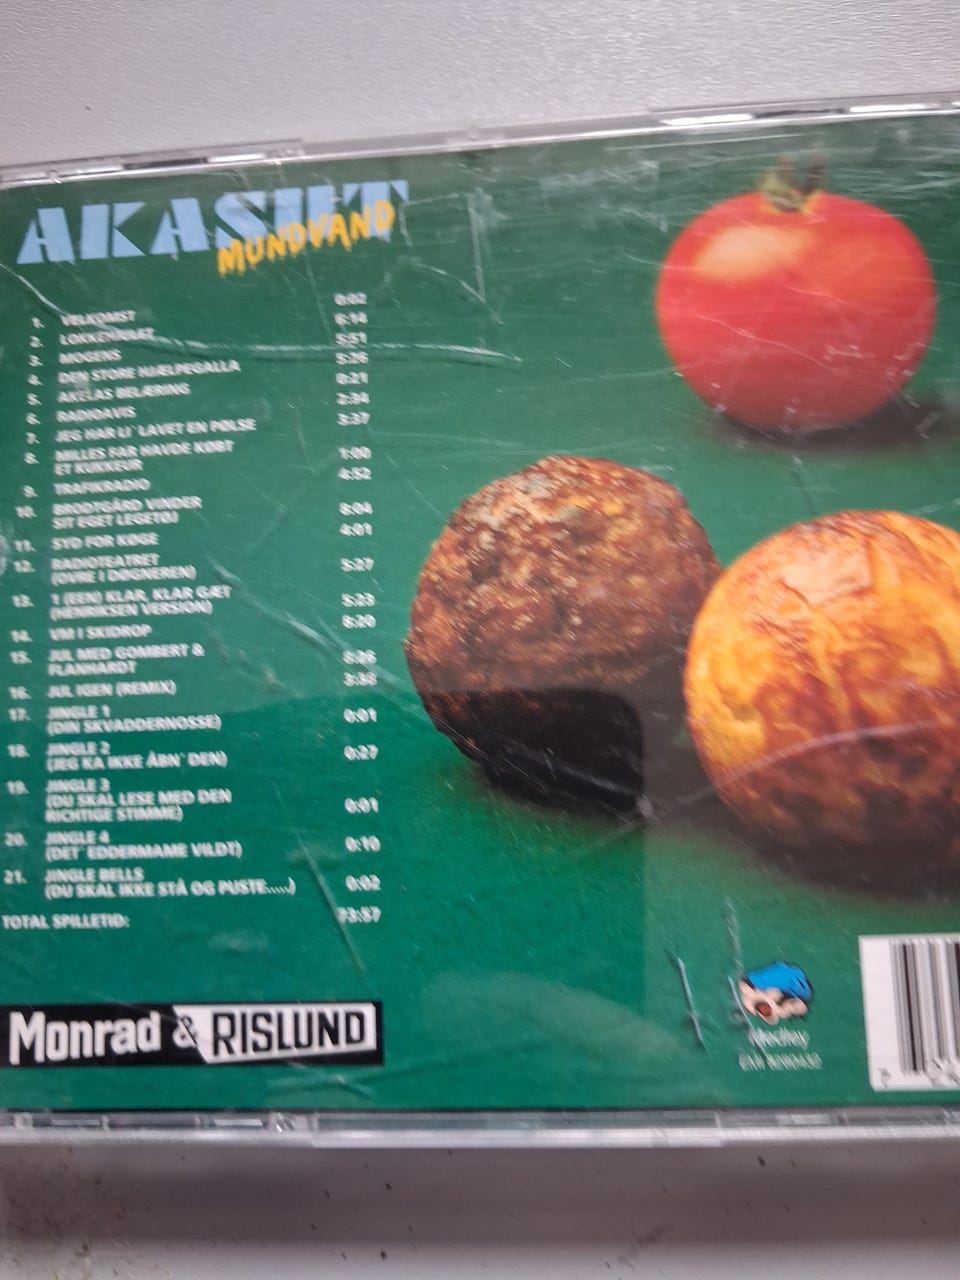 AKASIKT
MUNDVAND
1. VELKOMST 0:02
2. 6:14
3. MOGENS 5:51
4. DEN STORE HJÆLPEGALLA 5:26
5. AKELAS BELÆRING 0:21
6. RADIOAVIS 2:34
7. JEG HAR LI´ LAVET EN PØLSE 3:37
8. MILLES FAR HAVDE KØBT
ET KUKKEUR 1:00
9. TRAFIKRADIO 4:52
10. BRODTGÅRD VINDER
SIT EGET LEGETØJ 8:04
11. SYD FOR KØGE 4:01
12. RADIOTEATRET
(OVRE I DØGNEREN) 5:27
13. 1 (EEN) KLAR, KLAR GÆT
(HENRIKSEN VERSION) 5:23
14. VM I SKIDROP 8:20
15. JUL MED GOMBERT &
FLANHARDT 8:26
16. JUL IGEN (REMIX) 3:38
17. JINGLE 1
(DIN SKVADDERNOSSE) 0:01
18. JINGLE 2
(JEG KA IKKE ÅBN´ DEN) 0:27
19. JINGLE 3
(DU SKAL LESE MED DEN
RICHTIGE STIMME) 0:01
20. JINGLE 4
(DET´ EDDERMAME VILDT) 0:10
21. JINGLE BELLS
(DU SKAL IKKE STÅ OG PUSTE.....) 0:02
TOTAL SPILLETID: 73:57
Monrad & RISLUND
Medley